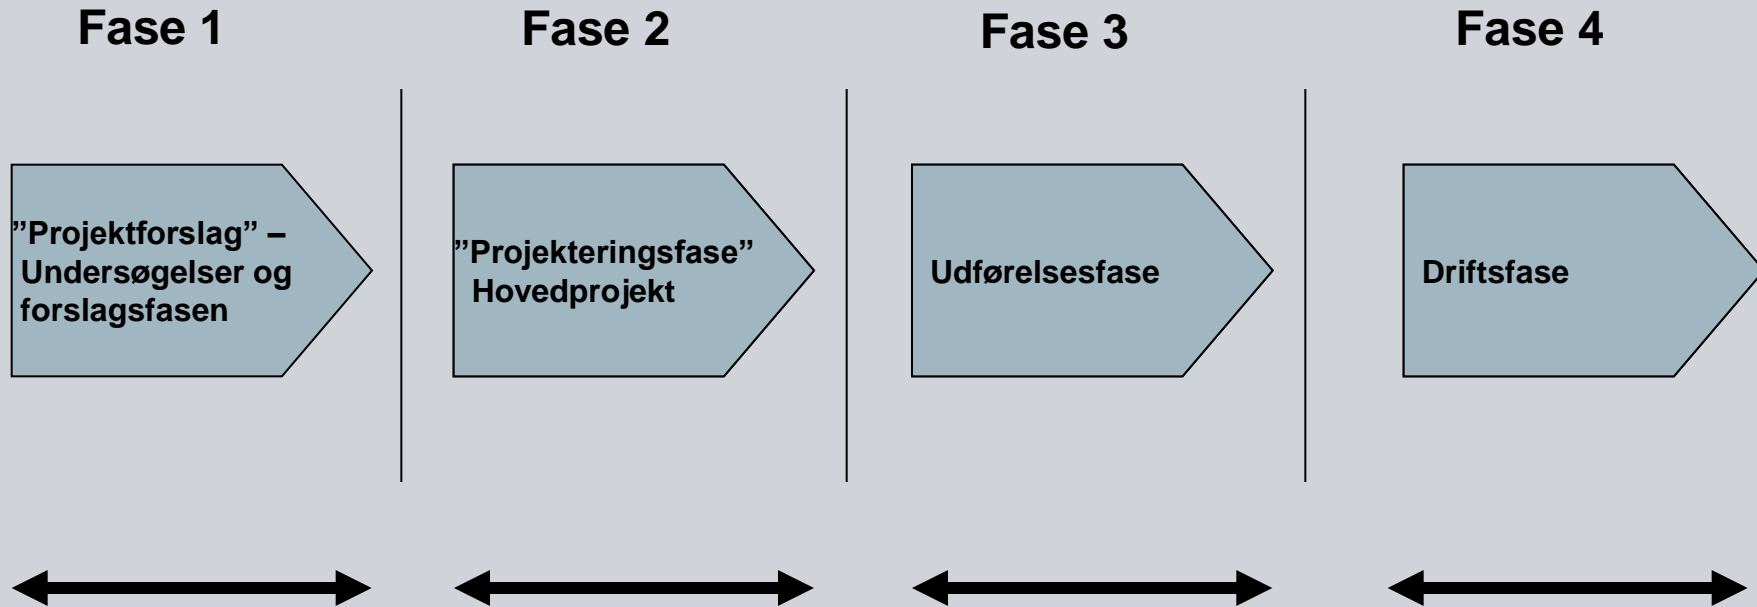 Fase 1
Fase 2
Fase 3
Fase 4
”Projektforslag” –
Undersøgelser og
forslagsfasen
”Projekteringsfase”
Hovedprojekt
Udførelsesfase
Driftsfase